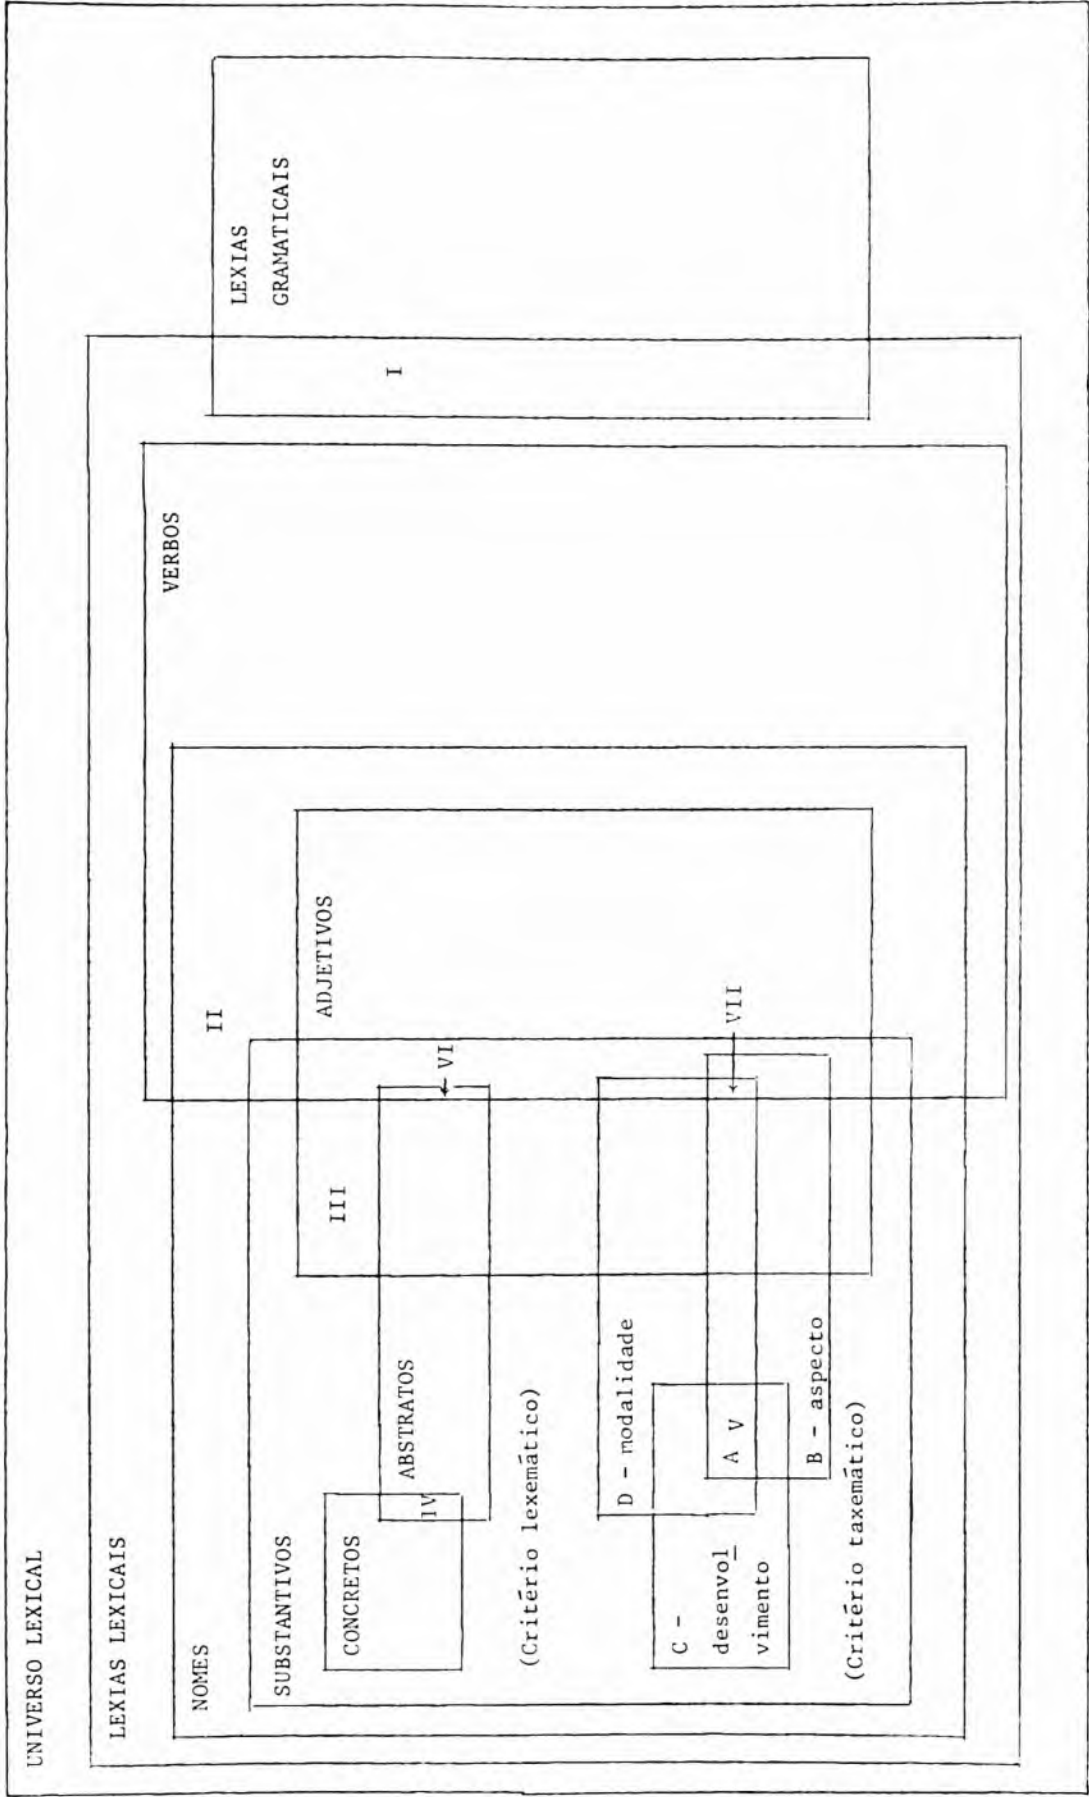 UNIVERSO LEXICAL
LEXIAS LEXICAIS
NOMES
SUBSTANTIVOS
CONCRETOS
IV
ABSTRATOS
(Critério lexemático)
III
VI
ADJETIVOS
II
VERBOS
I
LEXIAS
GRAMATICAIS
D - modalidade
C -
desenvol
vimento
A V
B - aspecto
(Critério taxemático)
VII